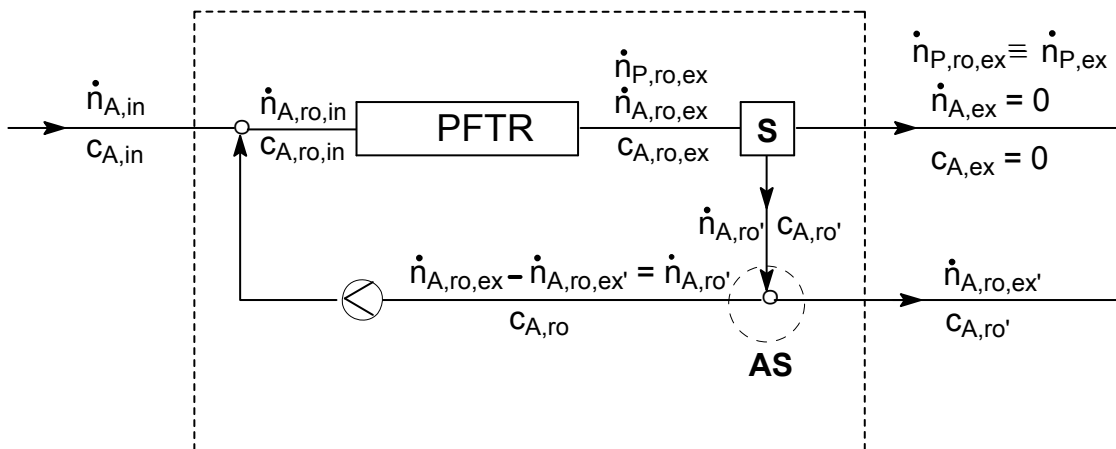 ṅP,ro,ex ≡ ṅP,ex
ṅA,in
cA,in
ṅA,ro,in
cA,ro,in
PFTR
ṅP,ro,ex
ṅA,ro,ex
cA,ro,ex
S
ṅA,ex = 0
cA,ex = 0
ṅA,ro' cA,ro'
ṅA,ro,ex – ṅA,ro,ex' = ṅA,ro'
cA,ro
AS
ṅA,ro,ex'
cA,ro'